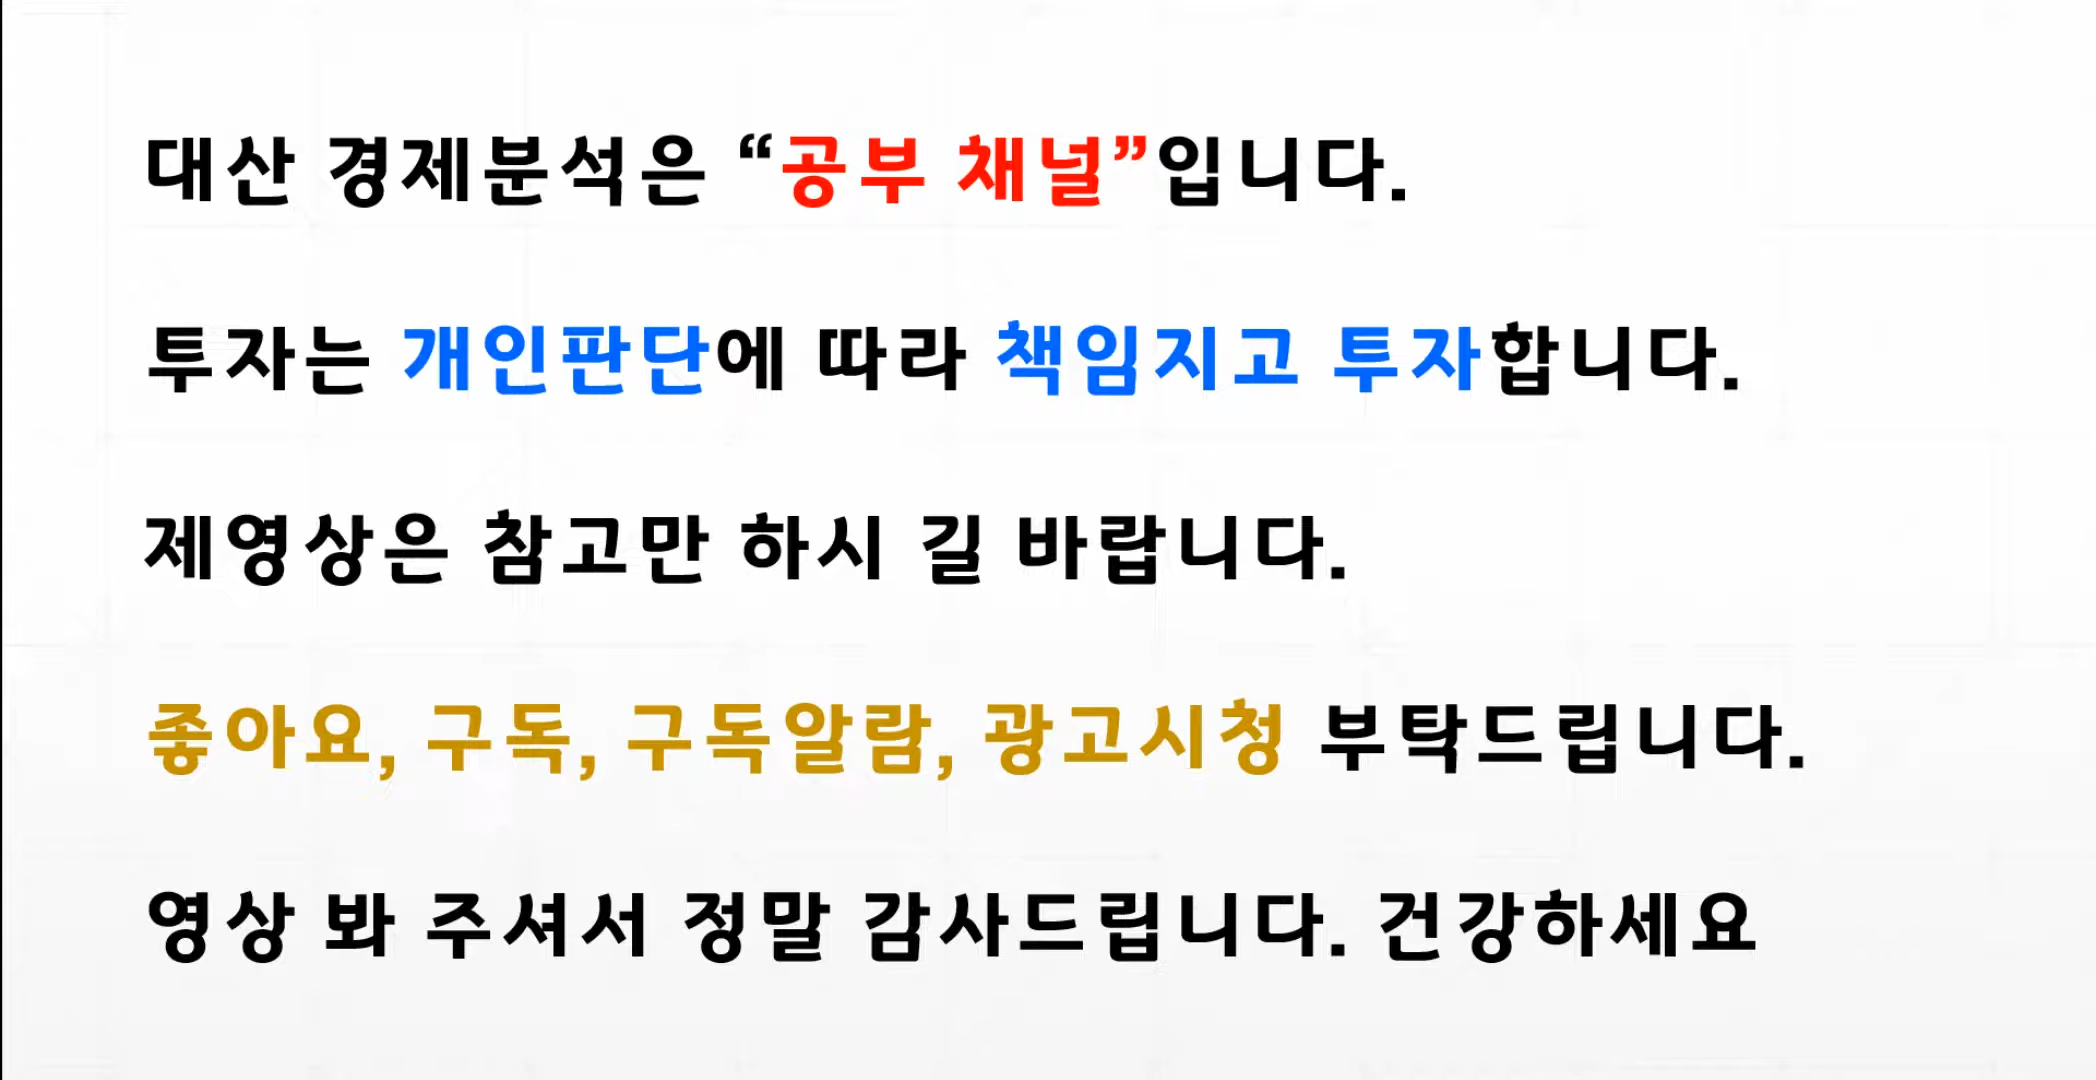 대산 경제분석은 “공부 채널”입니다.
투자는 개인판단에 따라 책임지고 투자합니다.
제영상은 참고만 하시 길 바랍니다.
좋아요, 구독, 구독알람, 광고시청 부탁드립니다.
영상 봐 주셔서 정말 감사드립니다. 건강하세요